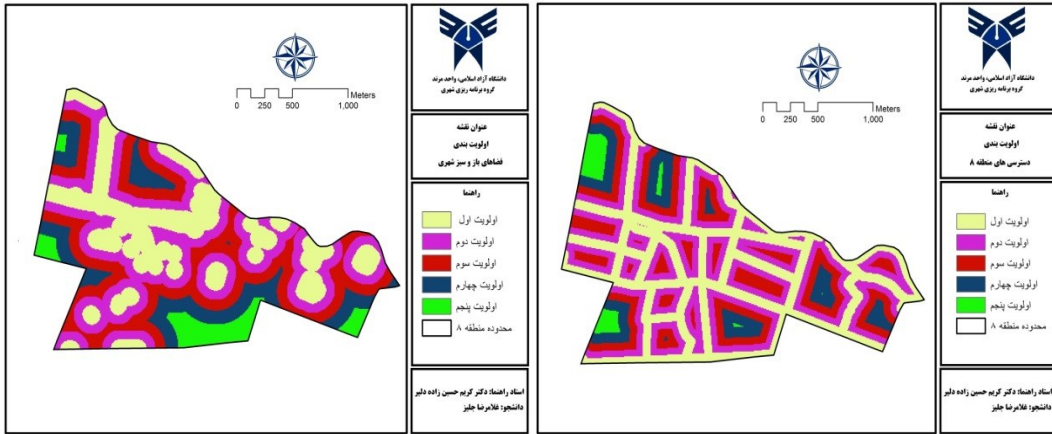 دانشگاه آزاد اسلامی، واحد مرند
گروه برنامه ریزی شهری
Meters
0 250 500 1,000
عنوان نقشه
اولویت بندی
فضاهای باز و سبز شهری
راهنما
اولویت اول
اولویت دوم
اولویت سوم
اولویت چهارم
اولویت پنجم
محدوده منطقه ۸
استاد راهنما: دکتر کریم حسین زاده دلیر
دانشجو: غلامرضا جلیز
دانشگاه آزاد اسلامی، واحد مرند
گروه برنامه ریزی شهری
Meters
0 250 500 1,000
عنوان نقشه
اولویت بندی
دسترسی های منطقه ۸
راهنما
اولویت اول
اولویت دوم
اولویت سوم
اولویت چهارم
اولویت پنجم
محدوده منطقه ۸
استاد راهنما: دکتر کریم حسین زاده دلیر
دانشجو: غلامرضا جلیز